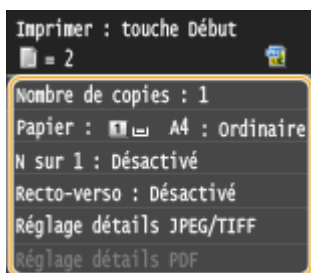 Imprimer : touche Début
= 2
Nombre de copies : 1
Papier : 1 A4 : Ordinaire
N sur 1 : Désactivé
Recto-verso : Désactivé
Réglage détails JPEG/TIFF
Réglage détails PDF